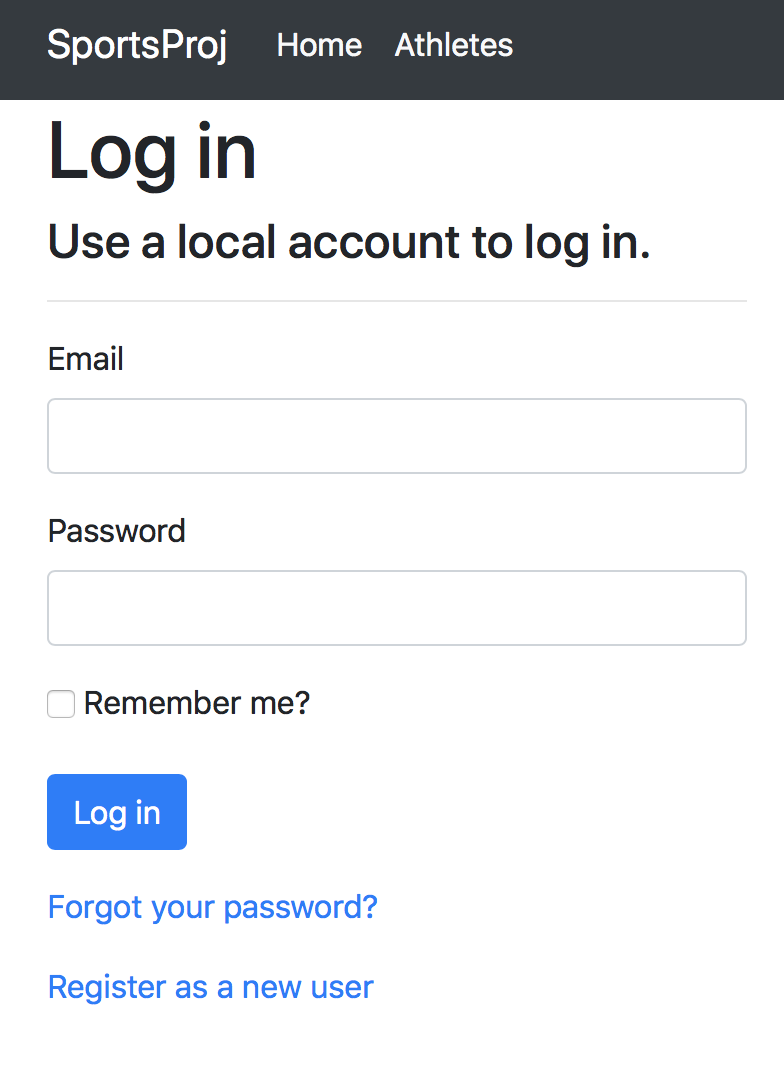 SportsProj Home Athletes
Log in
Use a local account to log in.
Email
Password
Remember me?
Log in
Forgot your password?
Register as a new user